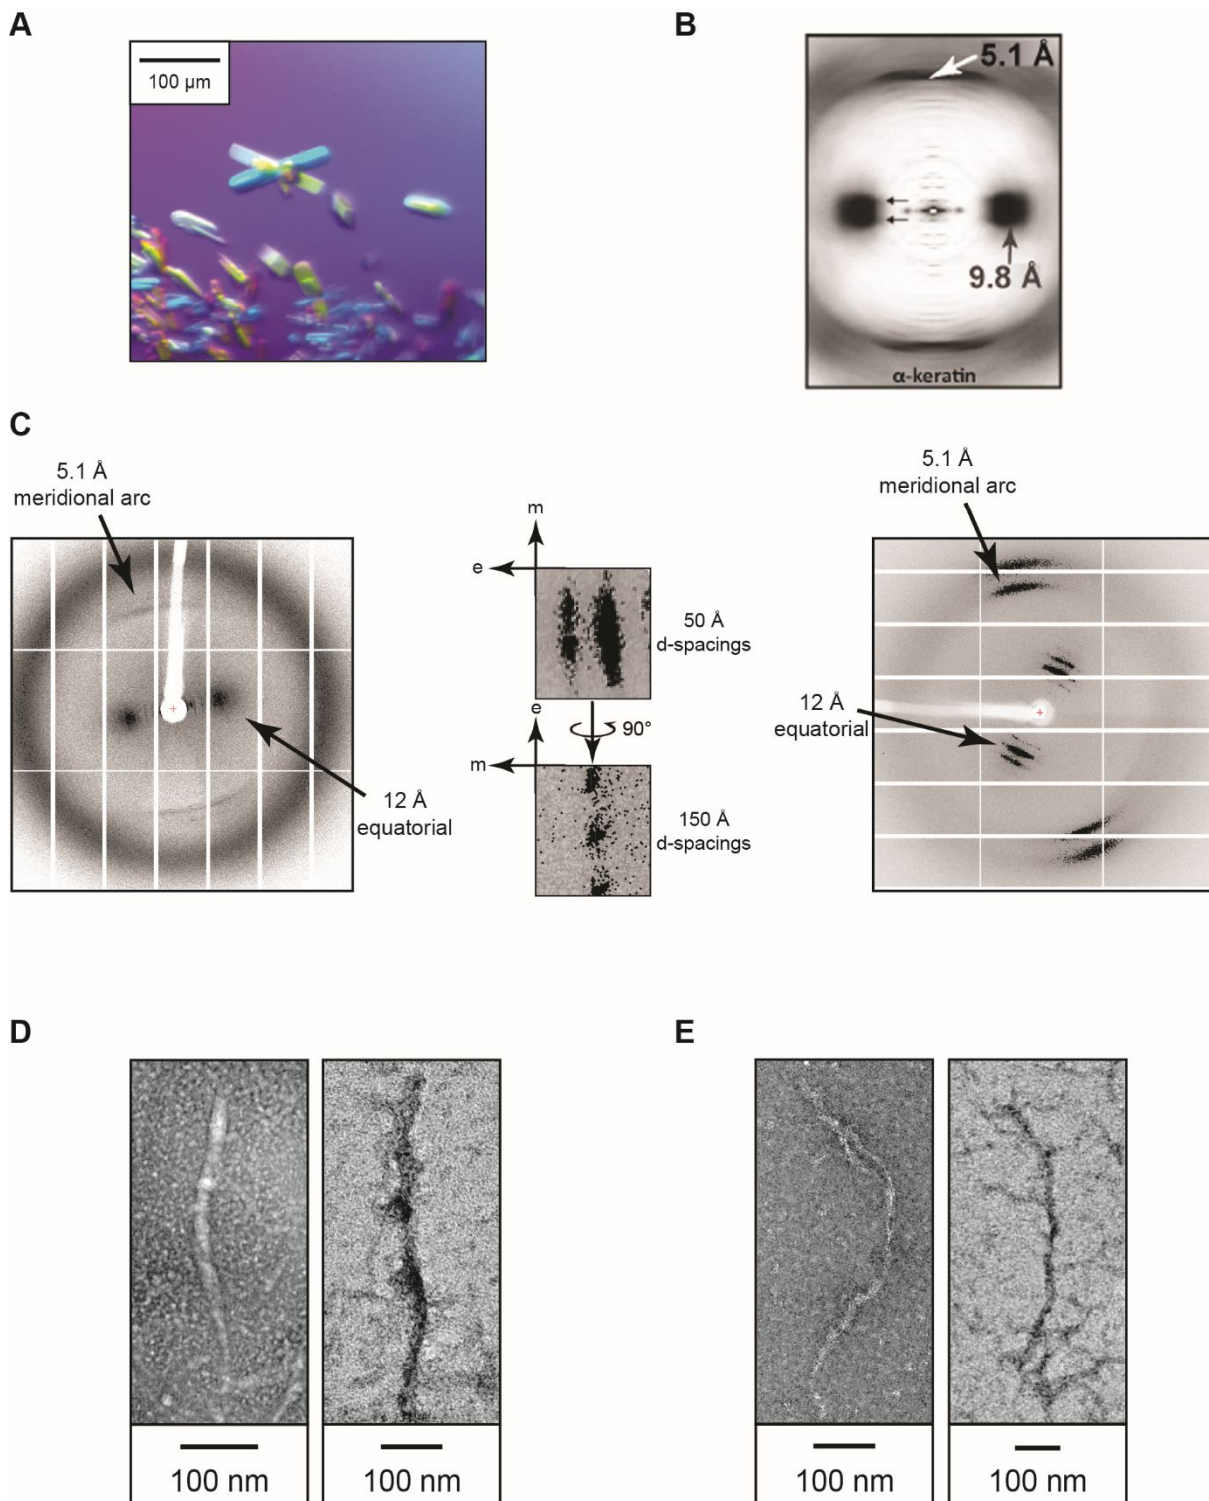 A
100 µm
B
5.1 Å
9.8 Å
α-keratin
C
5.1 Å
meridional arc
12 Å
equatorial
m
e
50 Å
d-spacings
e
90°
m
150 Å
d-spacings
5.1 Å
meridional arc
12 Å
equatorial
D
100 nm
100 nm
E
100 nm
100 nm